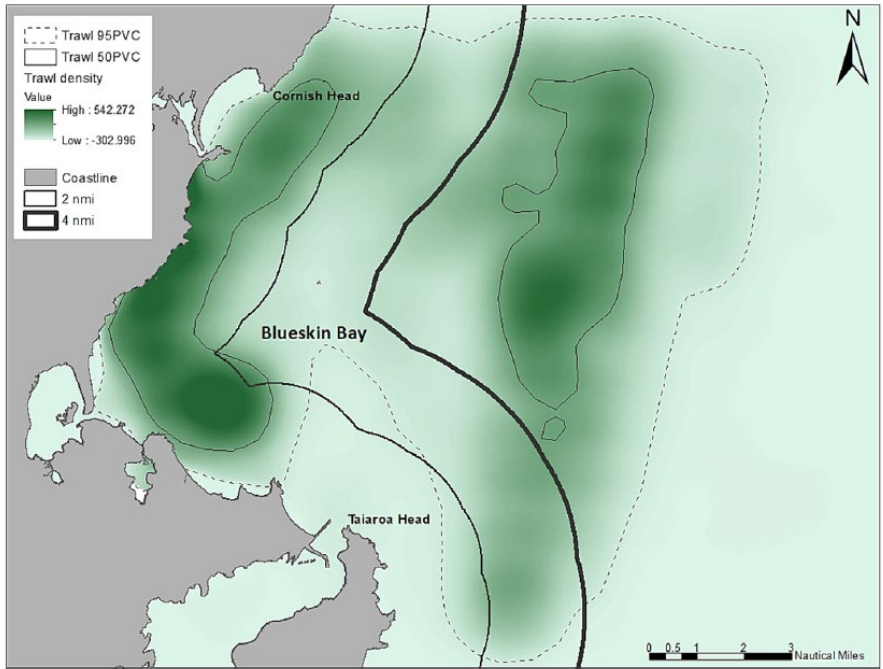 Trawl 95PVC
Trawl 50PVC
Trawl density
Value
High : 542.272
Low : -302.996
Coastline
2 nmi
4 nmi
N
Cornish Head
Blueskin Bay
Taiaroa Head
0 0.5 1 2 3
Nautical Miles